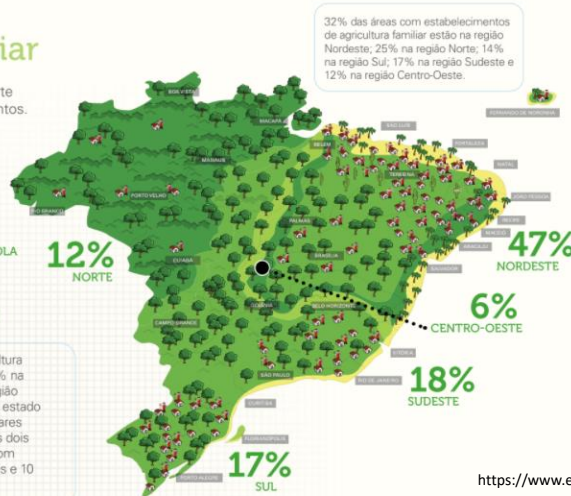 iar
te
ntos.
32% das áreas com estabelecimentos
de agricultura familiar estão na região
Nordeste; 25% na região Norte; 14%
na região Sul; 17% na região Sudeste e
12% na região Centro-Oeste.
FERNANDO DE NORONHA
BOA VISTA
MACAPÁ
SÃO LUÍS
BELÉM
FORTALEZA
MANAUS
TERESINA
NATAL
PORTO VELHO
JOÃO PESSOA
RIO BRANCO
RECIFE
PALMAS
MACEIÓ
ARACAJU
OLA
12%
NORTE
47%
NORDESTE
BRASÍLIA
CUIABÁ
SALVADOR
6%
CENTRO-OESTE
GOIÂNIA
BELO HORIZONTE
CAMPO GRANDE
VITÓRIA
RIO DE JANEIRO
18%
SUDESTE
SÃO PAULO
CURITIBA
FLORIANÓPOLIS
17%
SUL
PORTO ALEGRE
ltura
% na
gião
estado
ares
s dois
om
s e 10
https://www.e